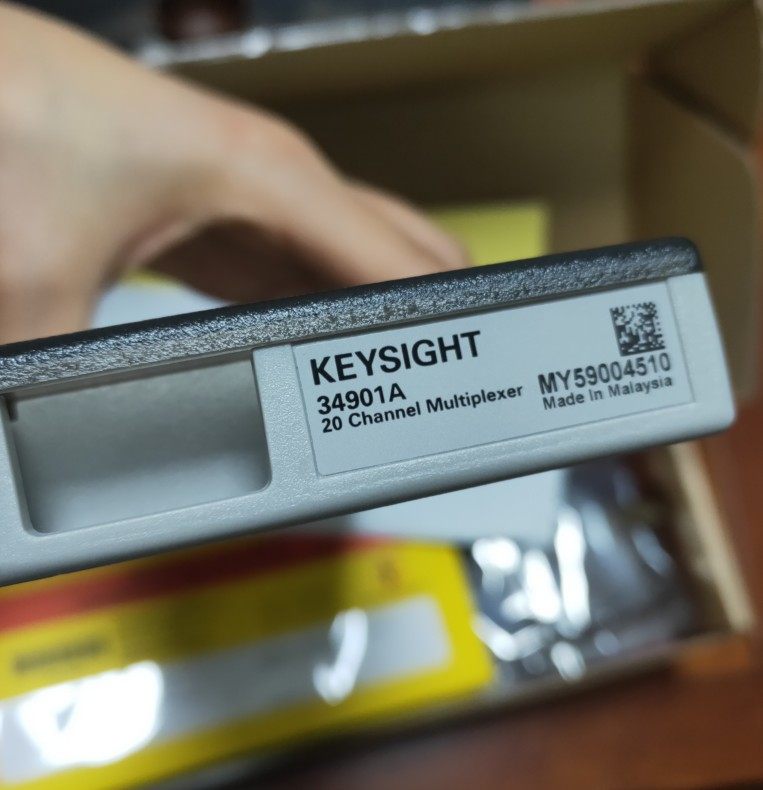 KEYSIGHT
34901A
20 Channel Multiplexer
MY59004510
Made In Malaysia